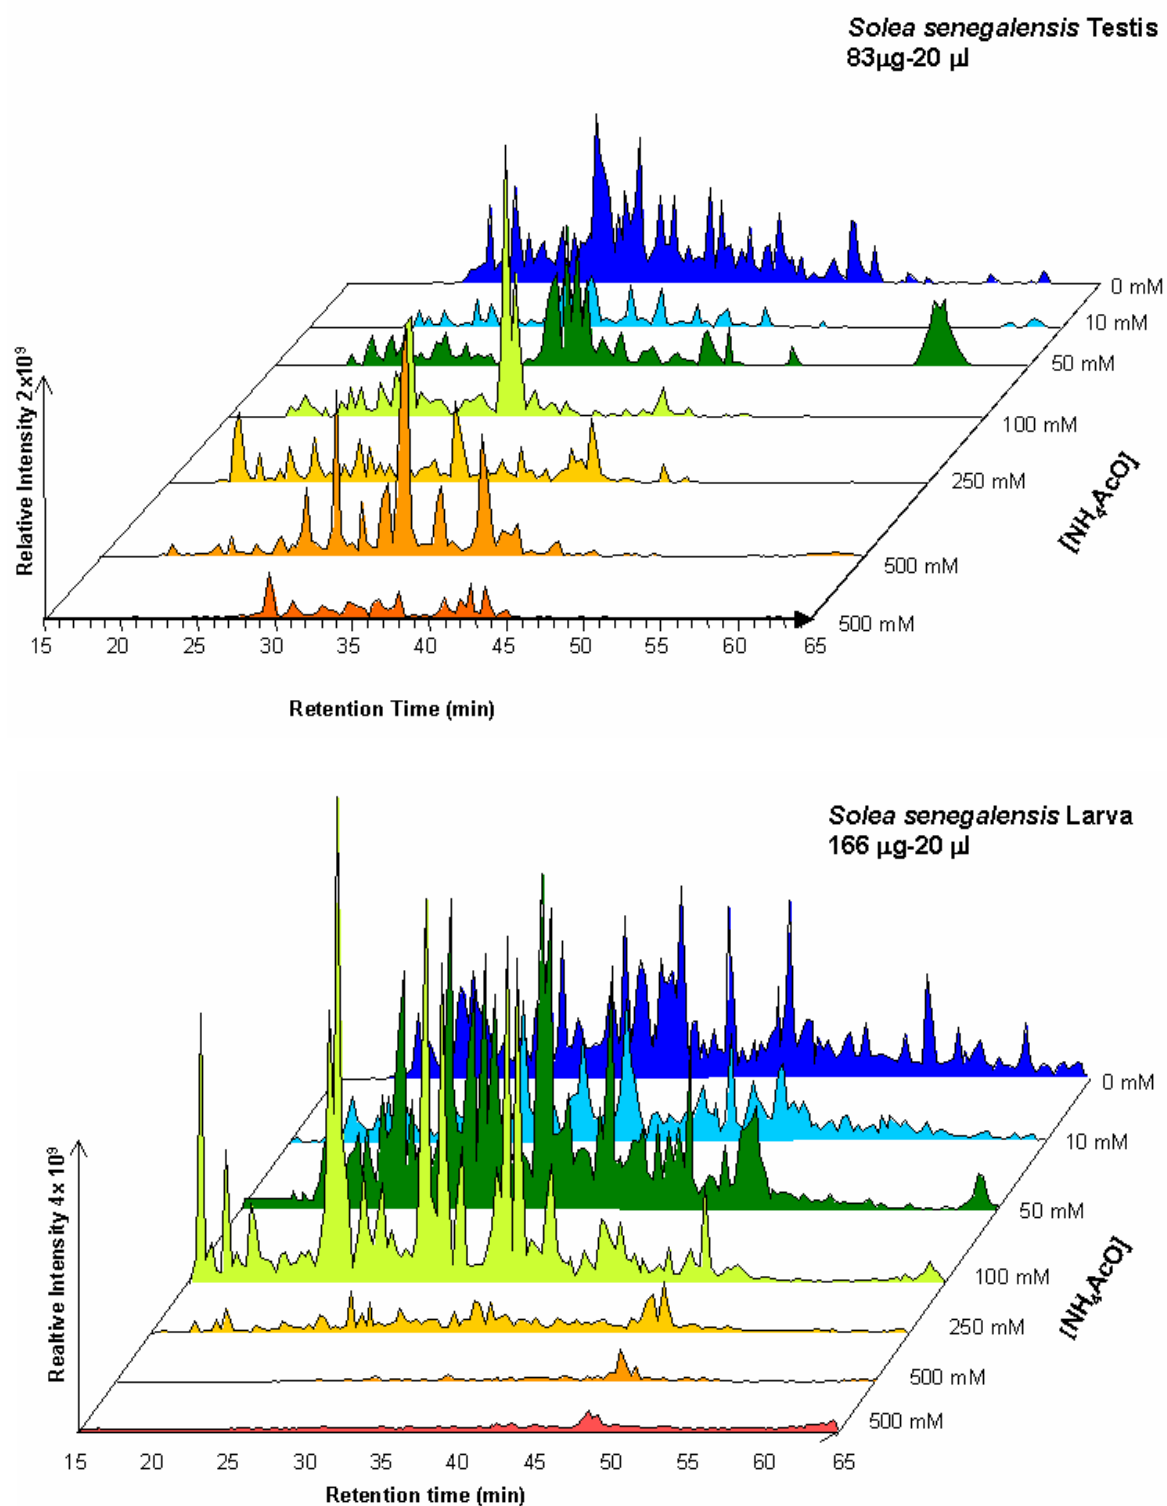 Solea senegalensis Testis
83µg-20 µl
0 mM
10 mM
50 mM
100 mM
250 mM
500 mM
500 mM
[NH4AcO]
Relative Intensity 2×10⁹
15 20 30 35 40 45 50 55 60 65
Retention Time (min)
Solea senegalensis Larva
166 µg-20 µl
0 mM
10 mM
50 mM
100 mM
250 mM
500 mM
500 mM
[NH4AcO]
Realtive Intensity 4× 10⁹
15 20 25 30 35 40 45 50 55 60 65
Retention time (min)